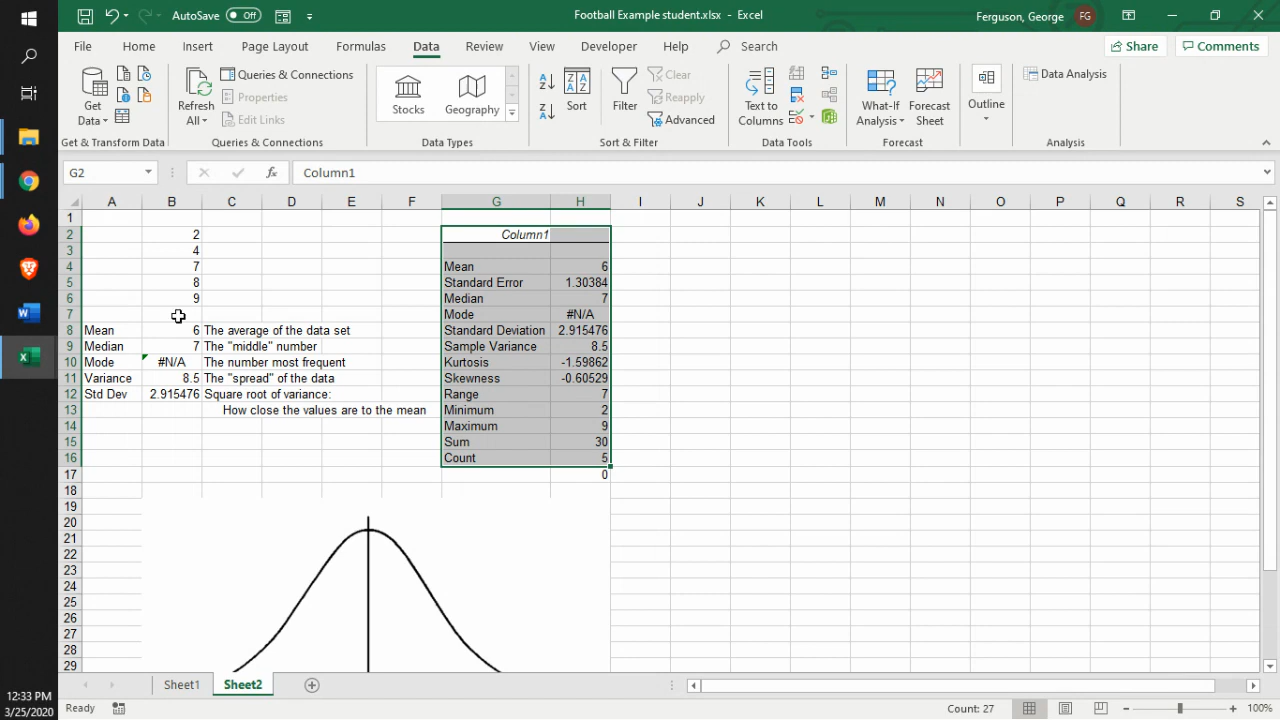 AutoSave Off Football Example student.xlsx - Excel Ferguson, George GF
File Home Insert Page Layout Formulas Data Review View Developer Help Search Share Comments
Get Data Refresh All Queries & Connections Properties Edit Links Stocks Geography Sort Filter Clear Reapply Advanced Text to Columns What-If Analysis Forecast Sheet Outline Data Analysis
Get & Transform Data Queries & Connections Data Types Sort & Filter Data Tools Forecast Analysis
G2 fx Column1
A B C D E F G H I J K L M N O P Q R S
1
2 2 Column1
3 4
4 7 Mean 6
5 8 Standard Error 1.30384
6 9 Median 7
7 Mode #N/A
8 Mean 6 The average of the data set Standard Deviation 2.915476
9 Median 7 The "middle" number Sample Variance 8.5
10 Mode #N/A The number most frequent Kurtosis -1.59862
11 Variance 8.5 The "spread" of the data Skewness -0.60529
12 Std Dev 2.915476 Square root of variance: Range 7
13 How close the values are to the mean Minimum 2
14 Maximum 9
15 Sum 30
16 Count 5
17 0
18
19
20
21
22
23
24
25
26
27
28
29
Sheet1 Sheet2
Ready Count: 27 100%
12:33 PM
3/25/2020